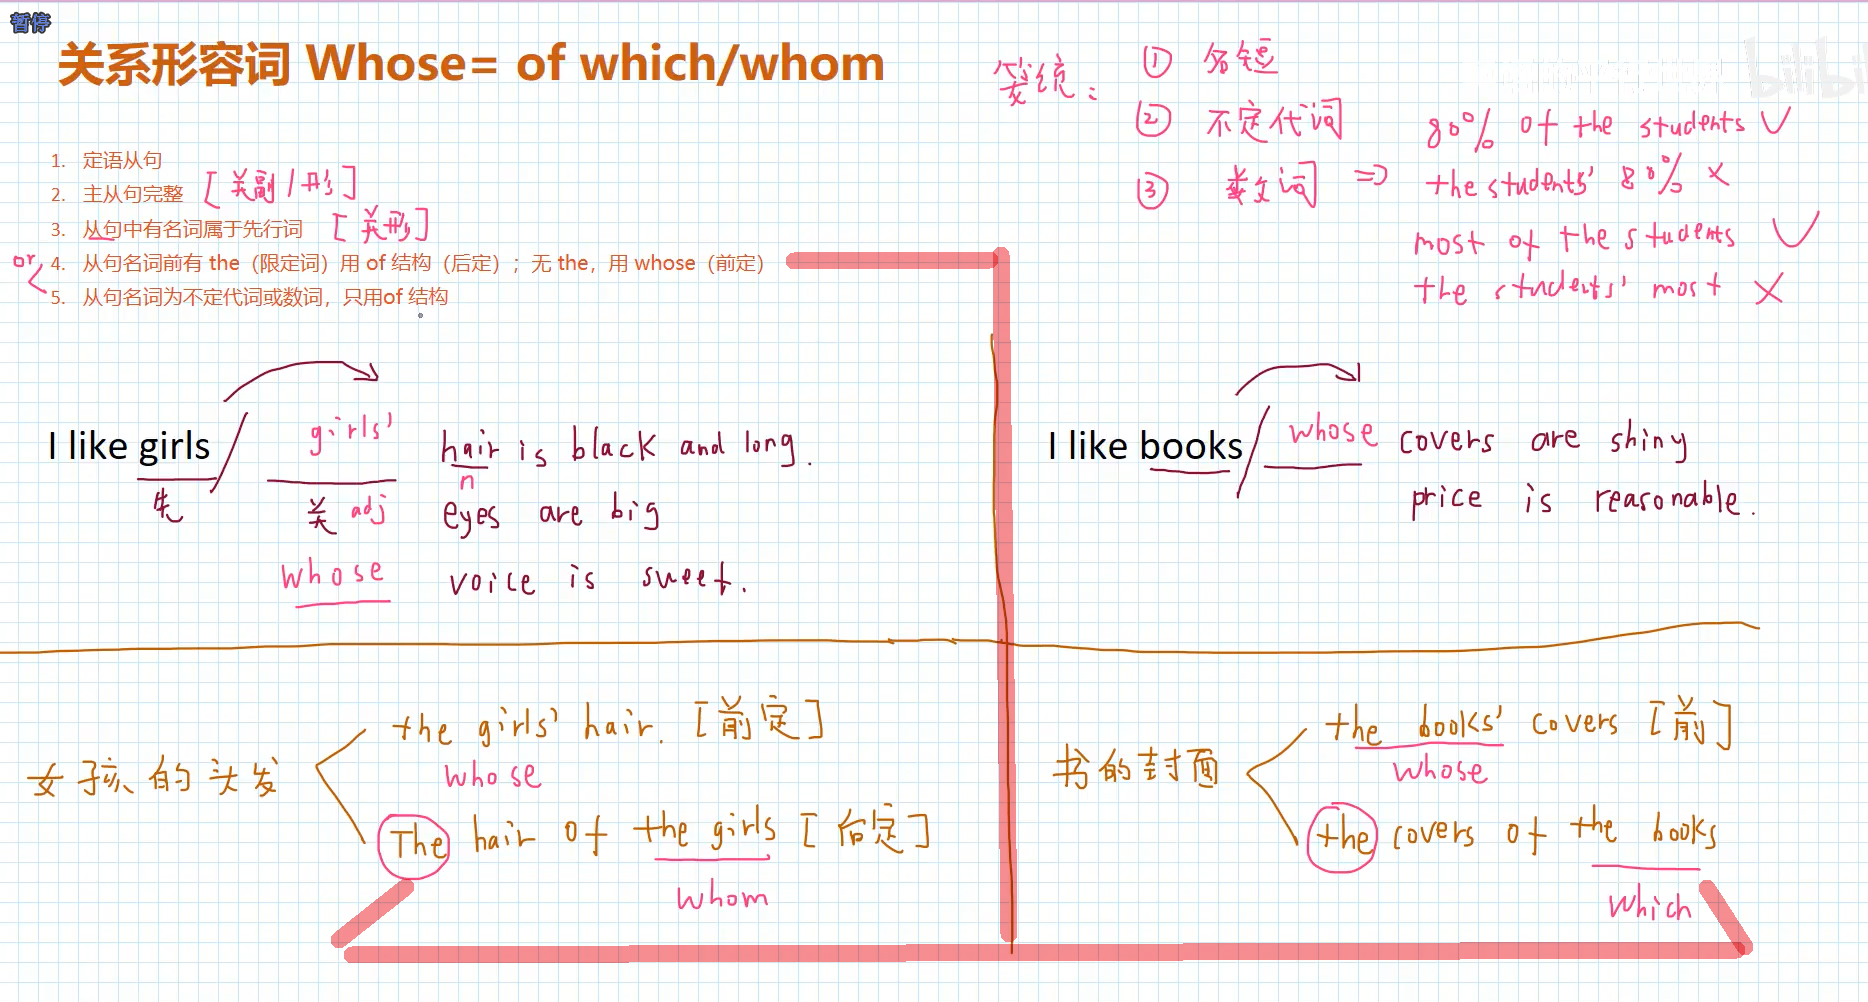 暂停
关系形容词 Whose= of which/whom
1. 定语从句
2. 主从句完整 [关副/形]
3. 从句中有名词属于先行词 [关形]
or
4. 从句名词前有 the（限定词）用 of 结构（后定）；无 the，用 whose（前定）
5. 从句名词为不定代词或数词，只用of 结构
笼统：
① 名短
② 不定代词
③ 数词 =>
80% of the students ✓
the students' 80% ×
most of the students ✓
the students' most ×
bilibili
I like girls
先
girls' hair is black and long.
n
关 adj eyes are big
whose voice is sweet.
I like books whose covers are shiny
price is reasonable.
女孩的头发
the girls' hair. [前定]
whose
The hair of the girls [后定]
whom
书的封面
the books' covers [前]
whose
the covers of the books
which